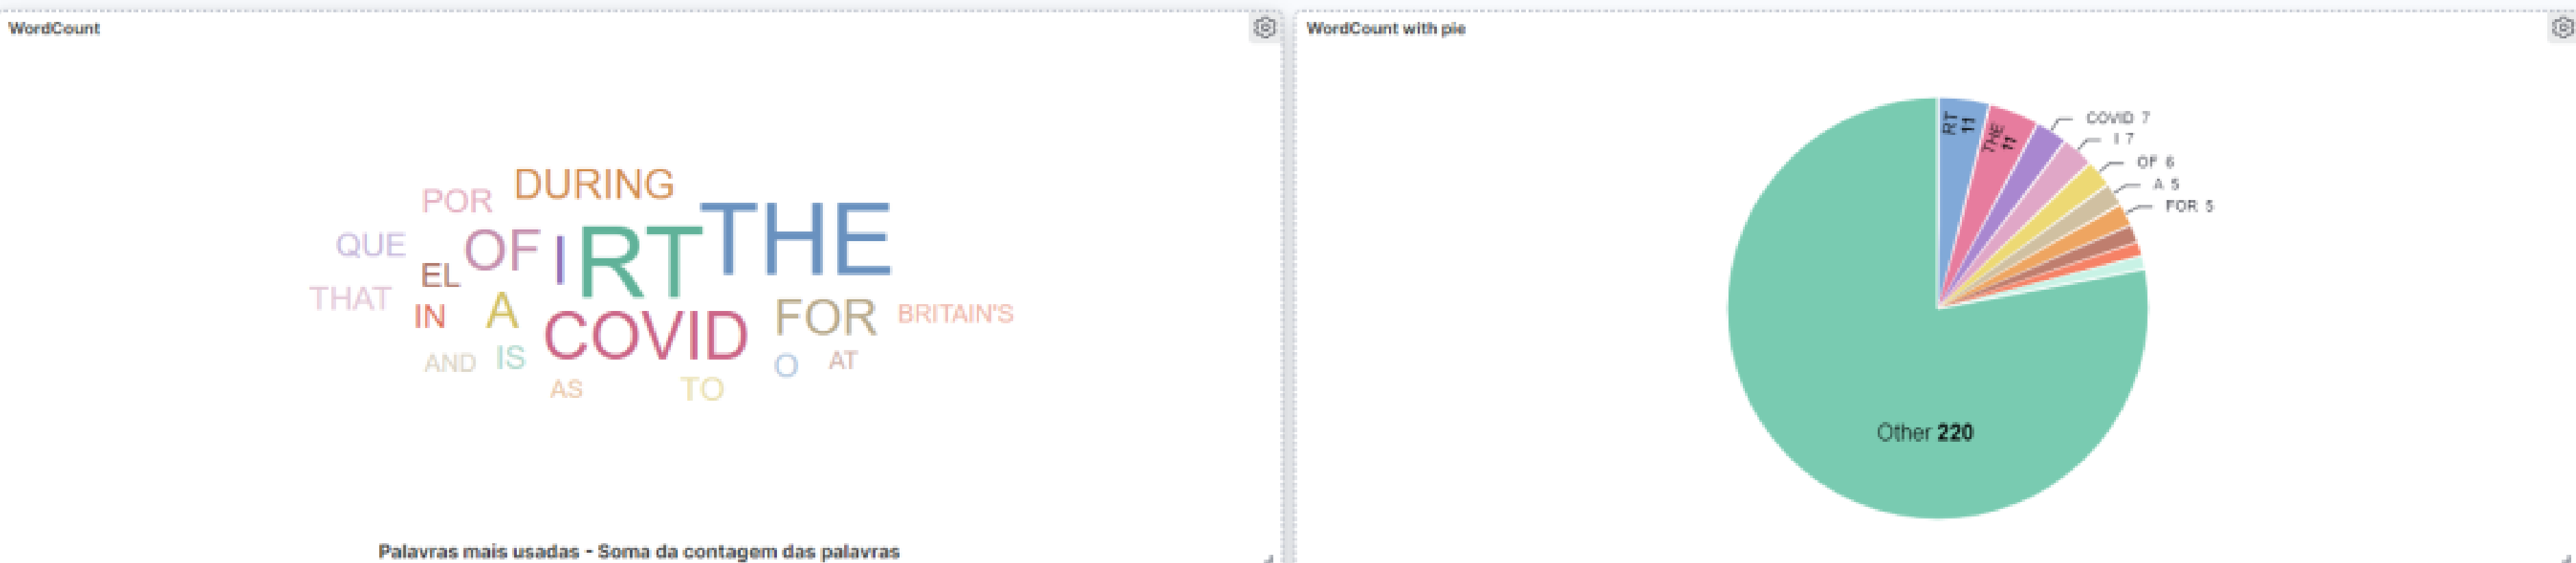 WordCount
DURING
POR
THE
QUE
OF
I
RT
EL
THAT
IN
A
COVID
FOR
BRITAIN'S
AND
IS
O
AT
AS
TO
Palavras mais usadas - Soma da contagem das palavras
WordCount with pie
RT
11
THE
11
COVID 7
I 7
OF 6
A 5
FOR 5
Other 220